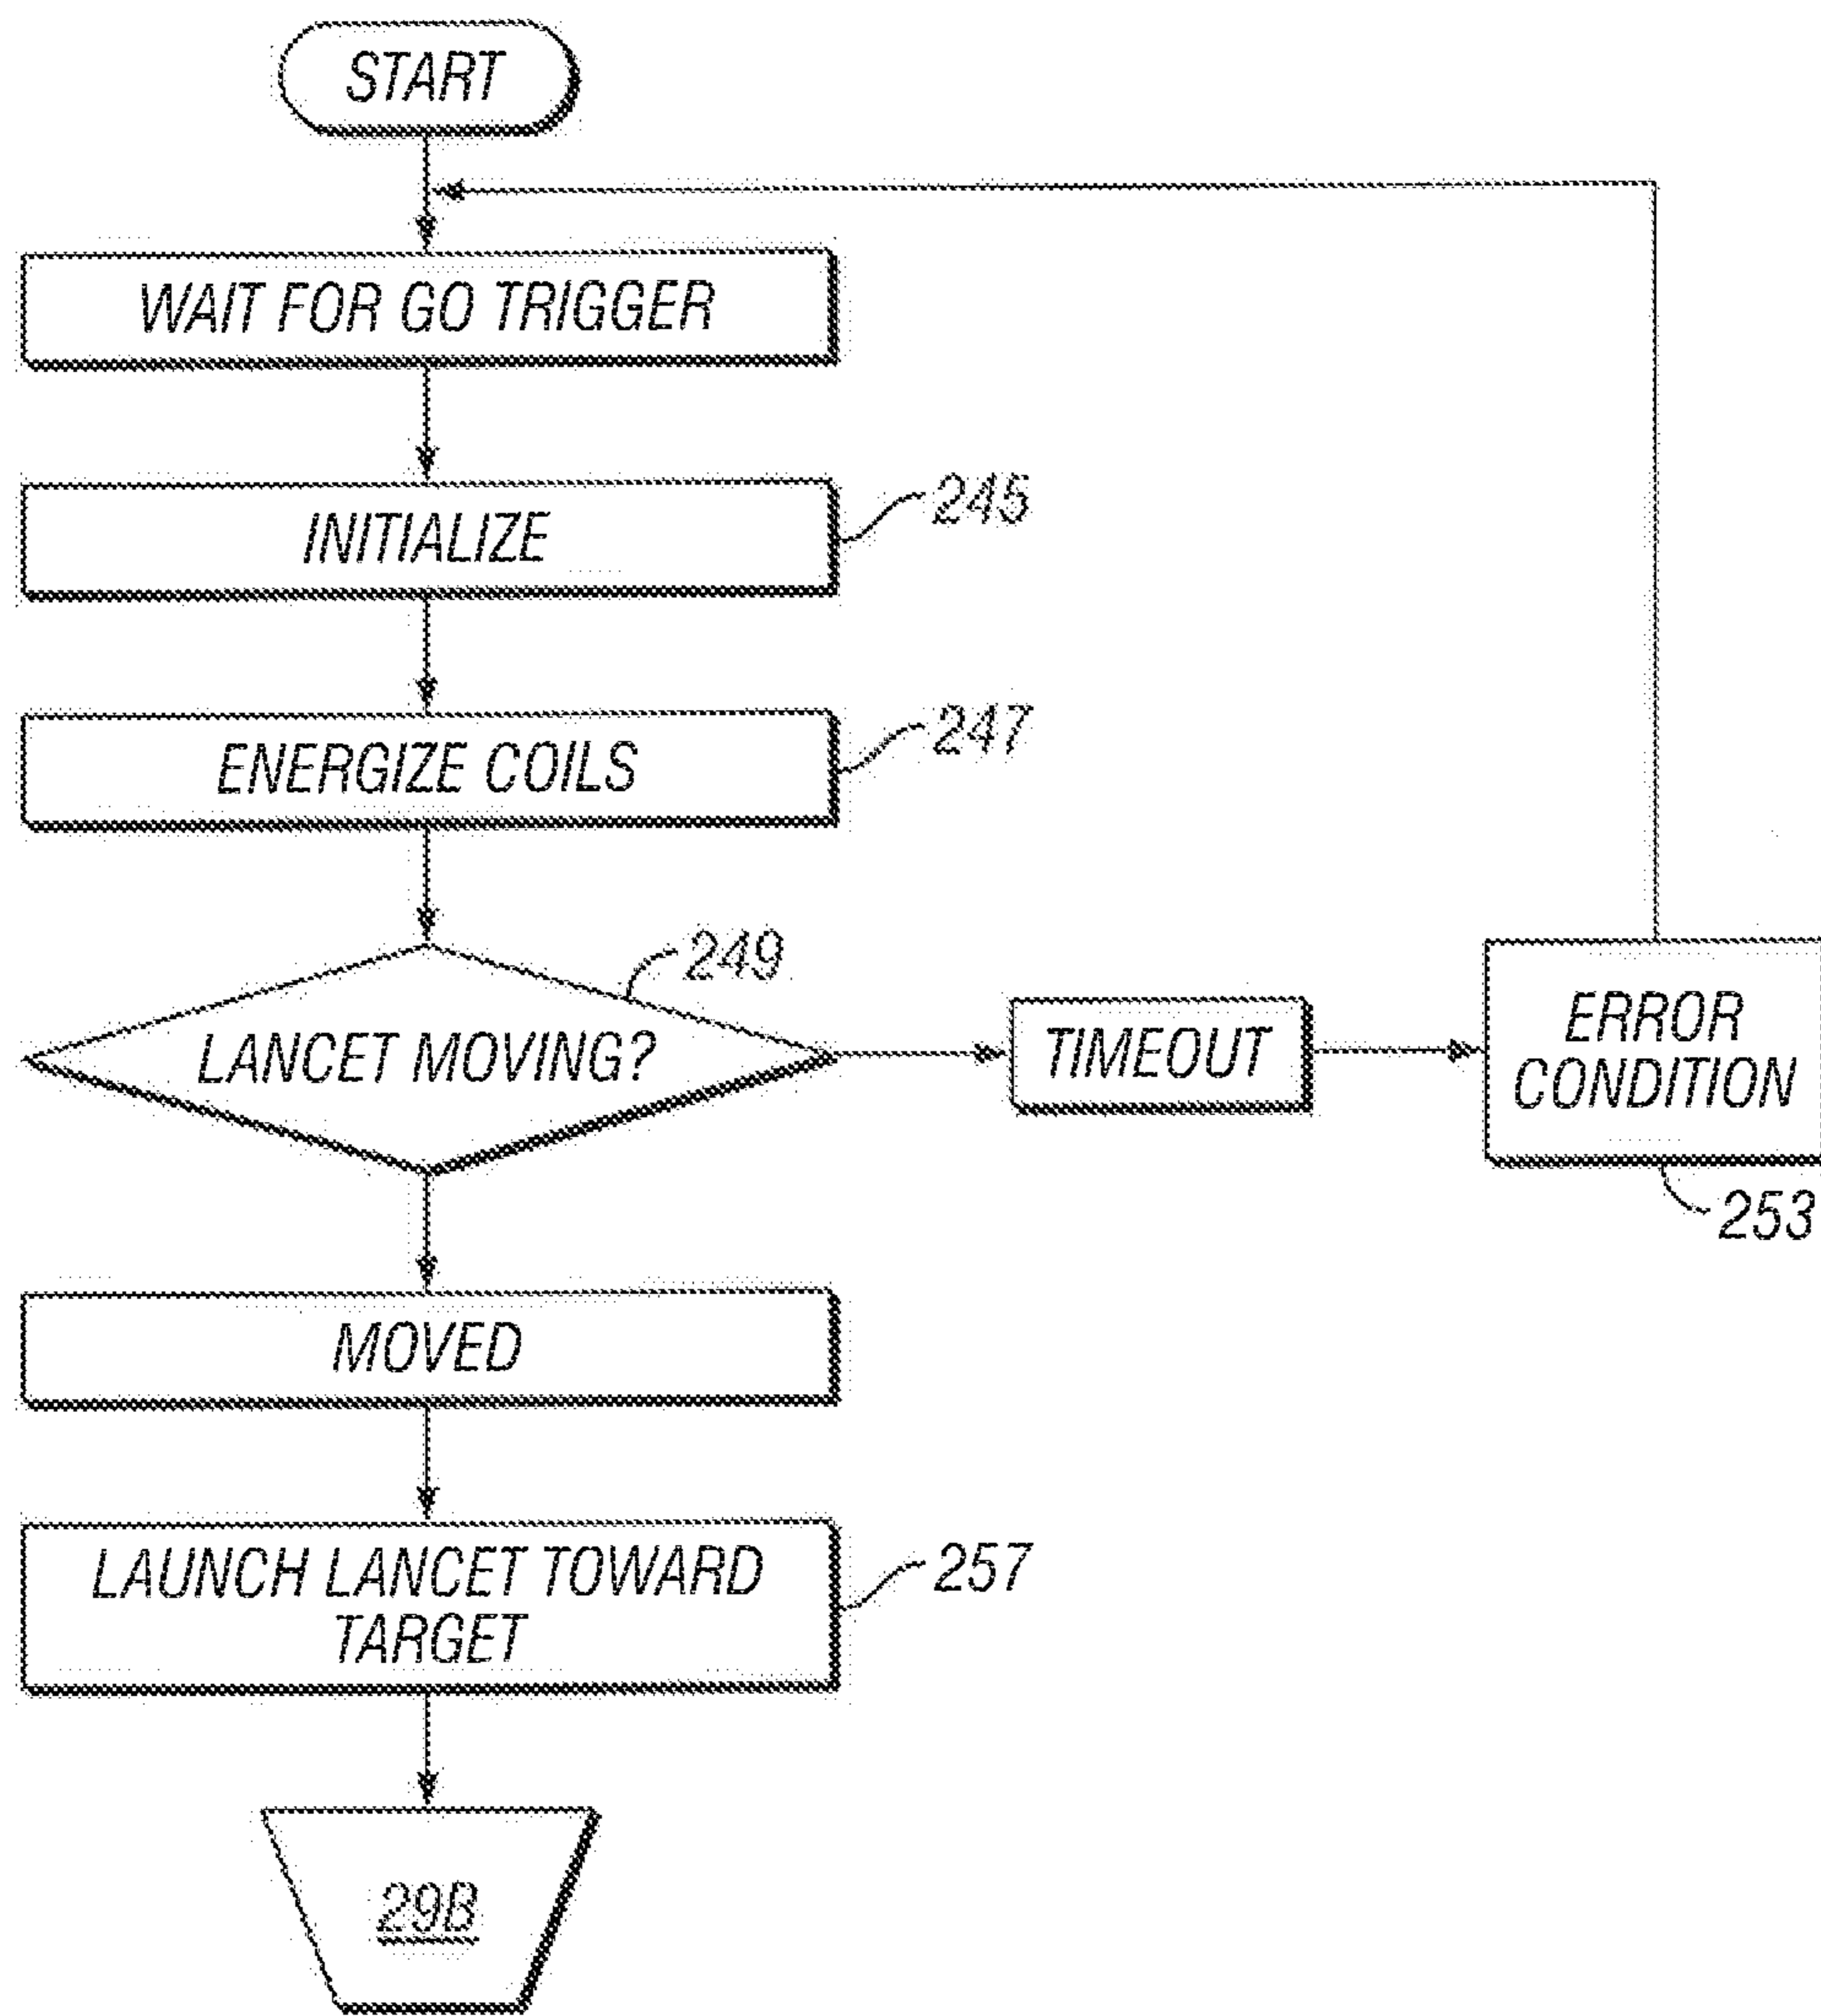 START
WAIT FOR GO TRIGGER
INITIALIZE
245
ENERGIZE COILS
247
249
LANCET MOVING?
TIMEOUT
ERROR
CONDITION
253
MOVED
LAUNCH LANCET TOWARD
TARGET
257
29B